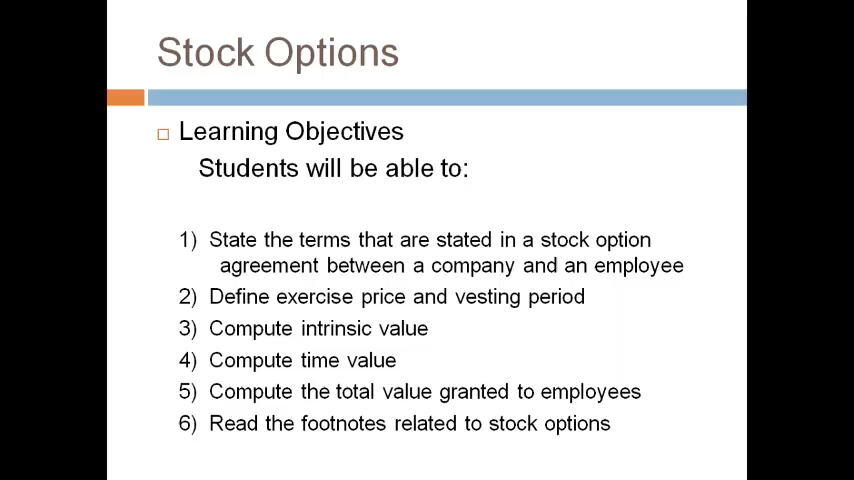 Stock Options
Learning Objectives
Students will be able to:
1) State the terms that are stated in a stock option
agreement between a company and an employee
2) Define exercise price and vesting period
3) Compute intrinsic value
4) Compute time value
5) Compute the total value granted to employees
6) Read the footnotes related to stock options